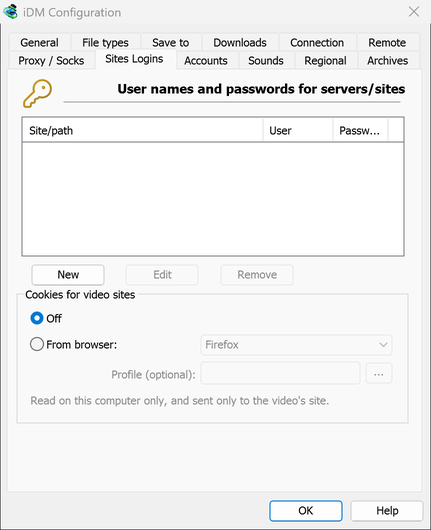 iDM Configuration
General File types Save to Downloads Connection Remote
Proxy / Socks Sites Logins Accounts Sounds Regional Archives
User names and passwords for servers/sites
Site/path User Passw...
New Edit Remove
Cookies for video sites
Off
From browser: Firefox
Profile (optional): ...
Read on this computer only, and sent only to the video's site.
OK Help